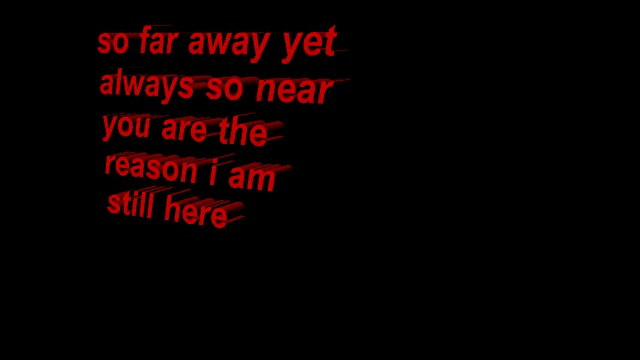 so far away yet
always so near
you are the
reason i am
still here